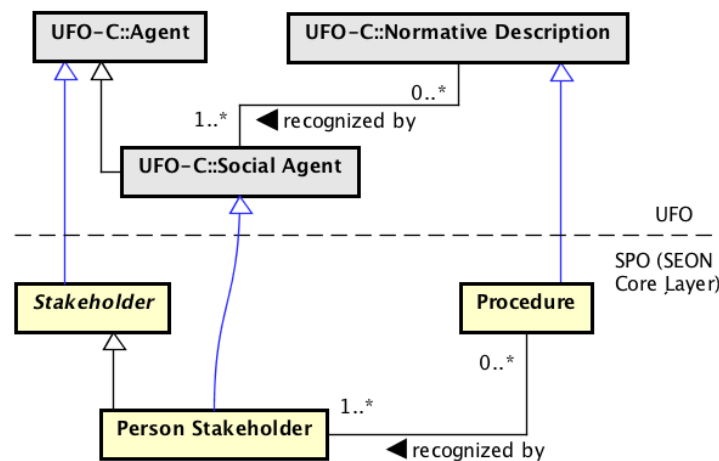 UFO-C::Agent
UFO-C::Normative Description
0..*
1..*
◀ recognized by
UFO-C::Social Agent
UFO
SPO (SEON
Core Layer)
Stakeholder
Procedure
0..*
1..*
Person Stakeholder
◀ recognized by